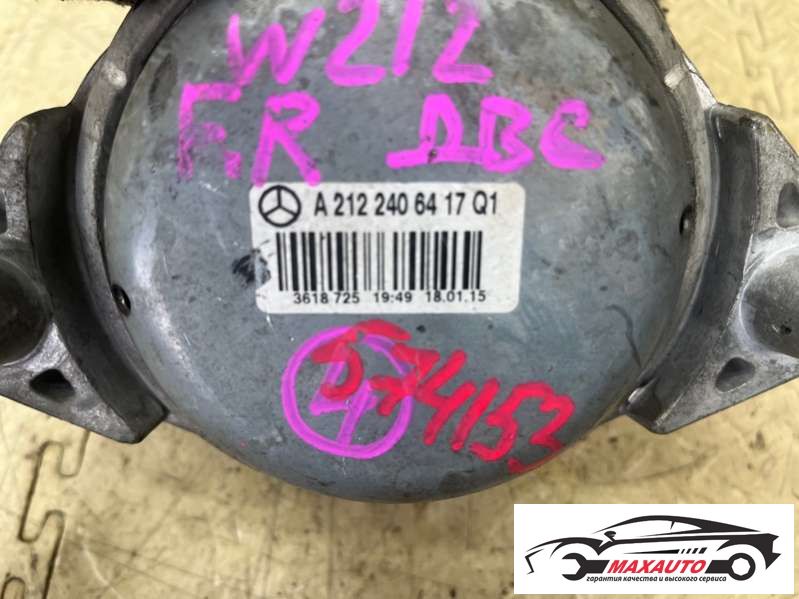 W212
F.R ДВС
A 212 240 64 17 Q1
3618 725 19:49 18.01.15
574153
MAXAUTO
гарантия качества и высокого сервиса